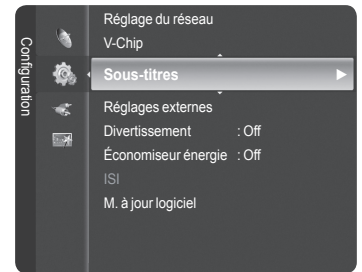 Configuration
Réglage du réseau
V-Chip
Sous-titres
Réglages externes
Divertissement : Off
Économiseur énergie : Off
ISI
M. à jour logiciel